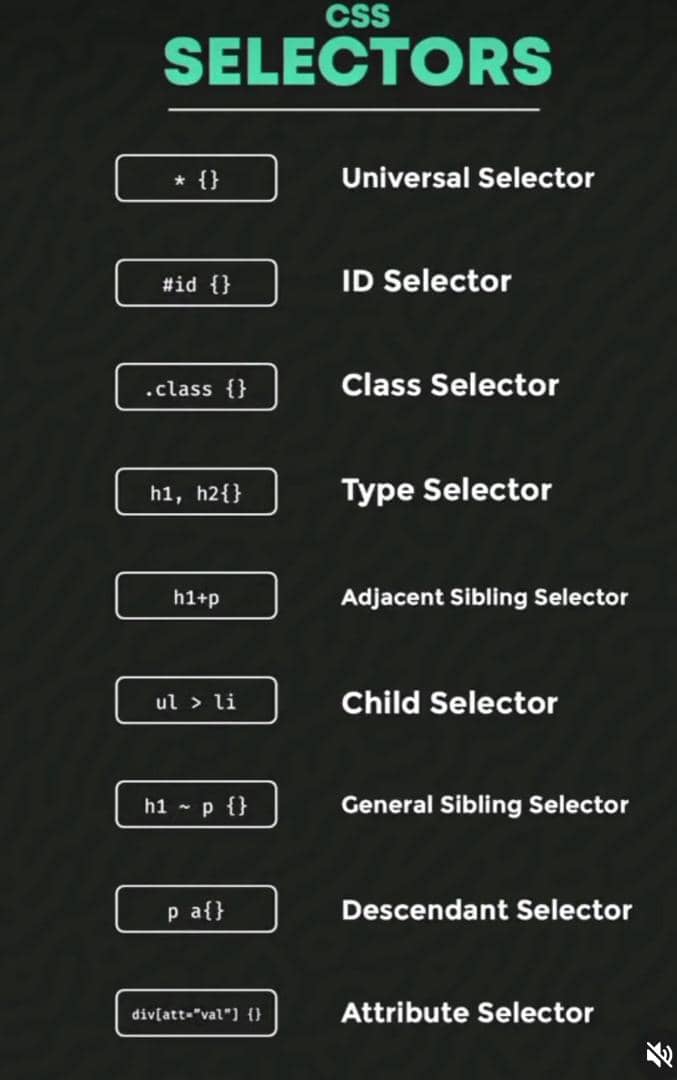 CSS
SELECTORS
* {} Universal Selector
#id {} ID Selector
.class {} Class Selector
h1, h2{} Type Selector
h1+p Adjacent Sibling Selector
ul > li Child Selector
h1 ~ p {} General Sibling Selector
p a{} Descendant Selector
div[att="val"] {} Attribute Selector